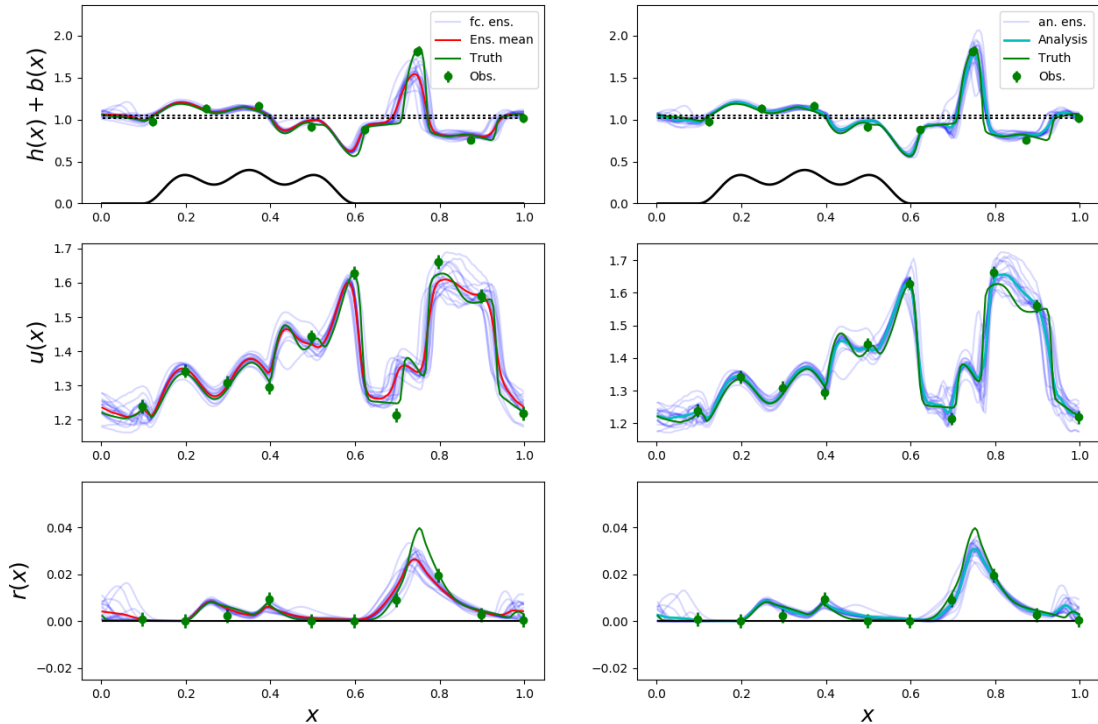 fc. ens.
Ens. mean
Truth
Obs.
h(x) + b(x)
2.0
1.5
1.0
0.5
0.0
0.0 0.2 0.4 0.6 0.8 1.0
an. ens.
Analysis
Truth
Obs.
2.0
1.5
1.0
0.5
0.0
0.0 0.2 0.4 0.6 0.8 1.0
u(x)
1.7
1.6
1.5
1.4
1.3
1.2
0.0 0.2 0.4 0.6 0.8 1.0
1.7
1.6
1.5
1.4
1.3
1.2
0.0 0.2 0.4 0.6 0.8 1.0
r(x)
0.04
0.02
0.00
−0.02
0.0 0.2 0.4 0.6 0.8 1.0
x
0.04
0.02
0.00
−0.02
0.0 0.2 0.4 0.6 0.8 1.0
x